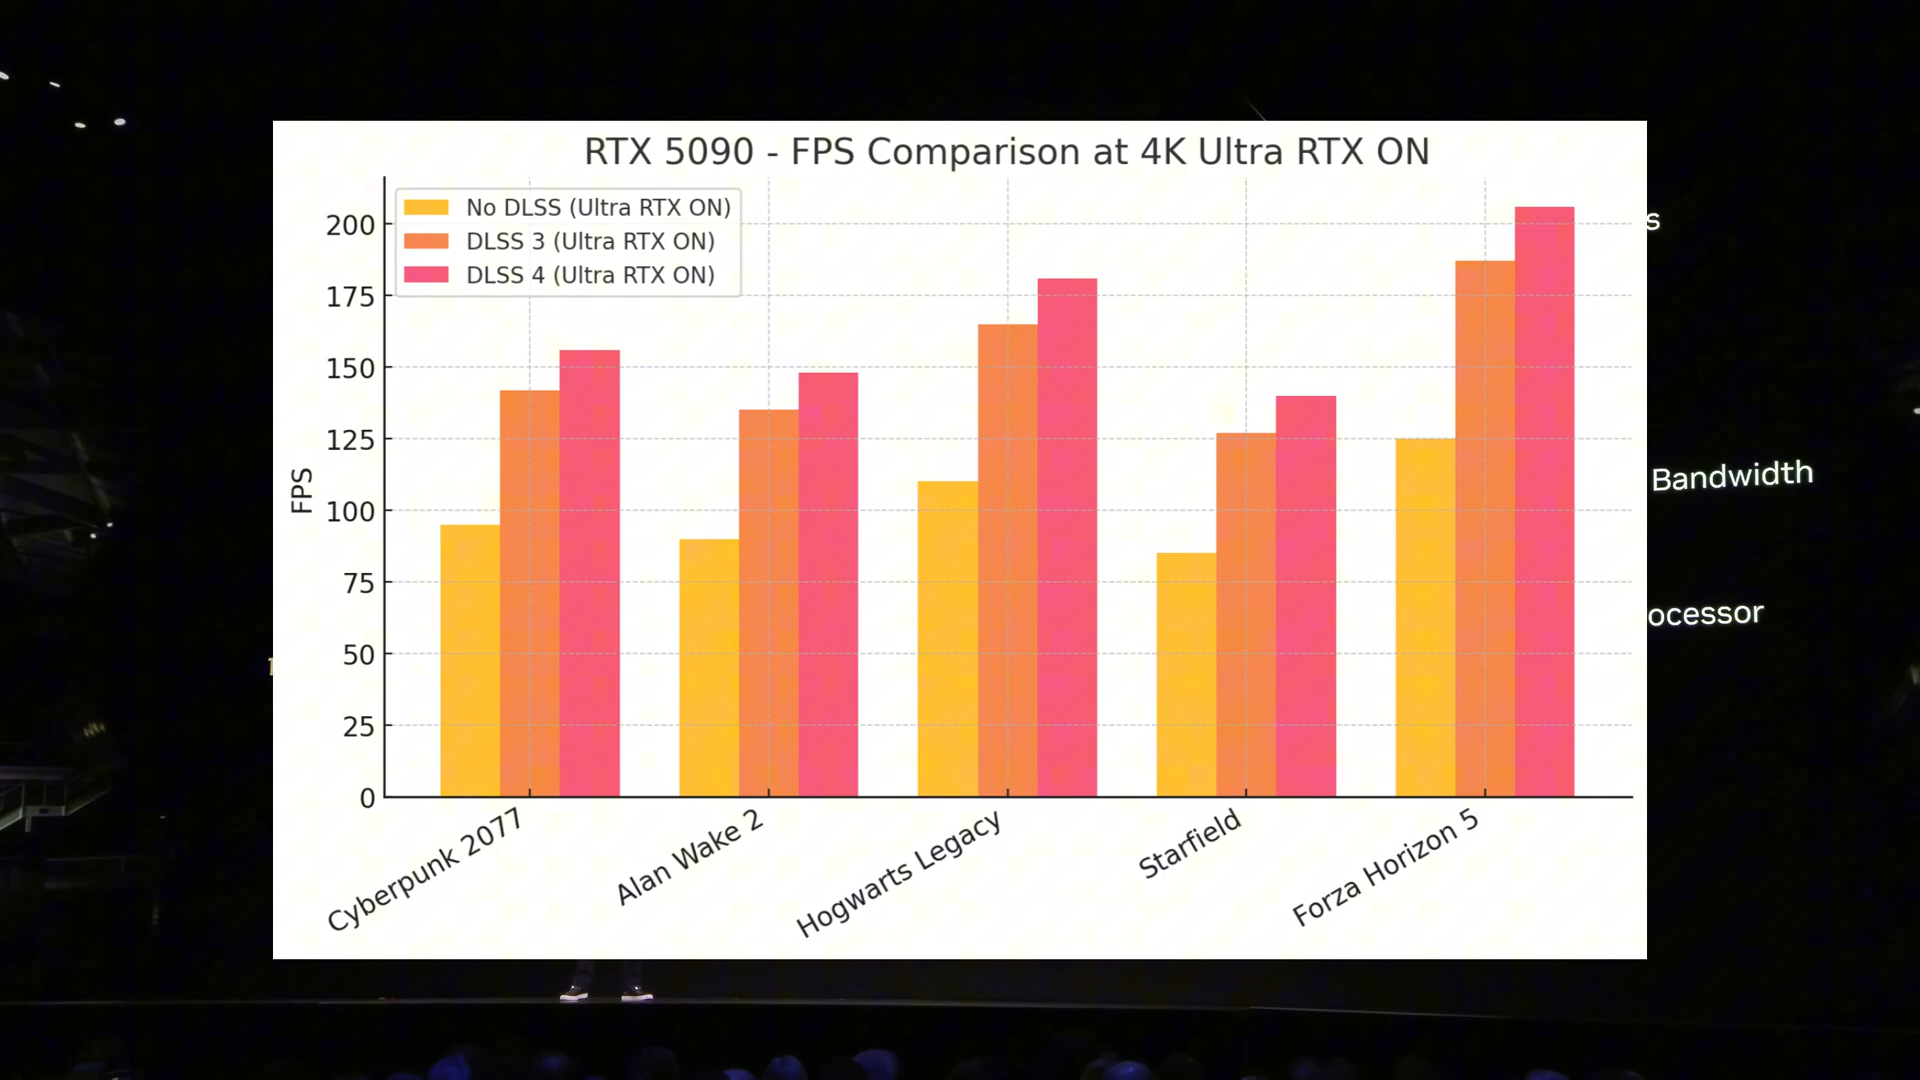 RTX 5090 - FPS Comparison at 4K Ultra RTX ON
No DLSS (Ultra RTX ON)
DLSS 3 (Ultra RTX ON)
DLSS 4 (Ultra RTX ON)
FPS
200
175
150
125
100
75
50
25
0
Cyberpunk 2077
Alan Wake 2
Hogwarts Legacy
Starfield
Forza Horizon 5
s
Bandwidth
ocessor